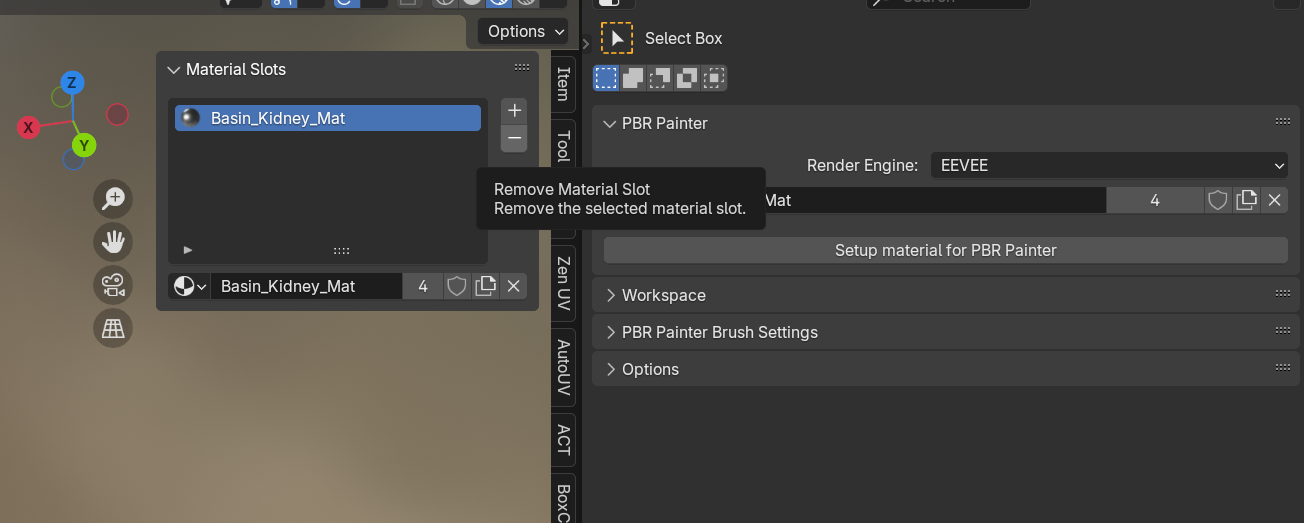 Options
Select Box
Material Slots
Z
X
Y
Basin_Kidney_Mat
Item
Tool
PBR Painter
Render Engine:
EEVEE
Remove Material Slot
Remove the selected material slot.
Mat
4
Setup material for PBR Painter
Basin_Kidney_Mat
4
Zen UV
AutoUV
ACT
BoxC
Workspace
PBR Painter Brush Settings
Options